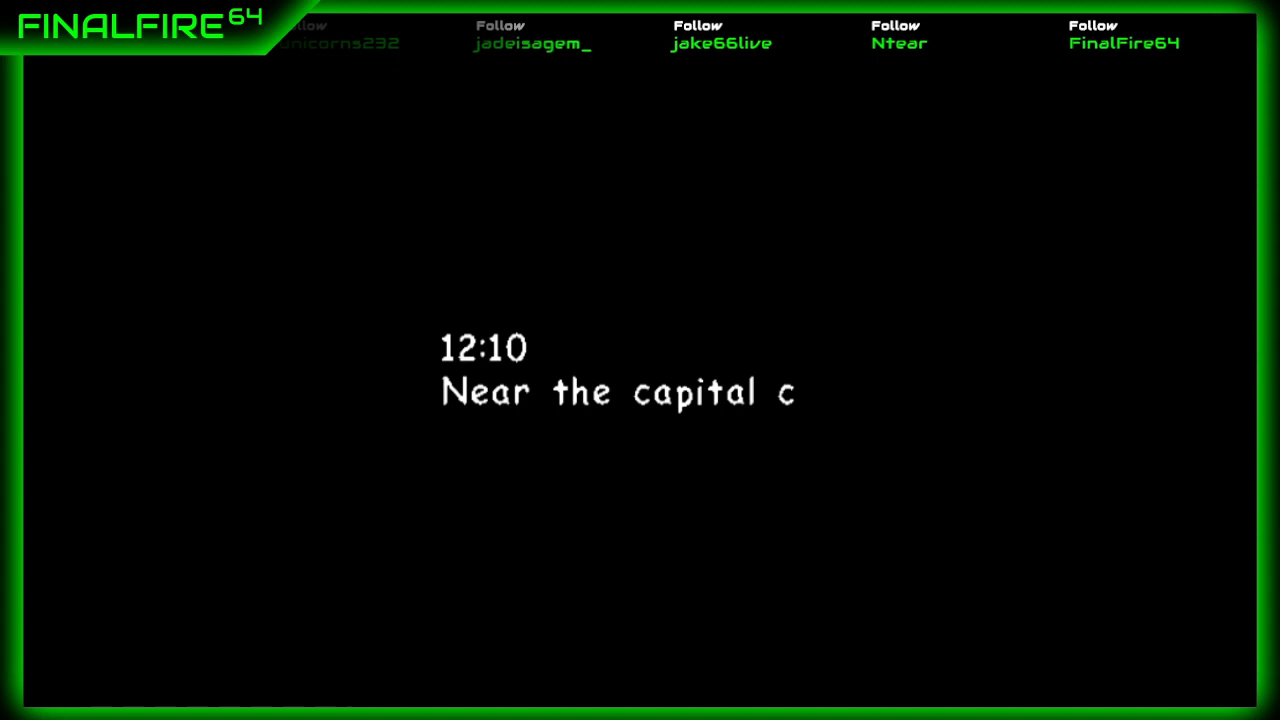 FINALFIRE64
Follow Follow Follow Follow
jadeisagem_ jake66live Ntear FinalFire64
12:10
Near the capital c